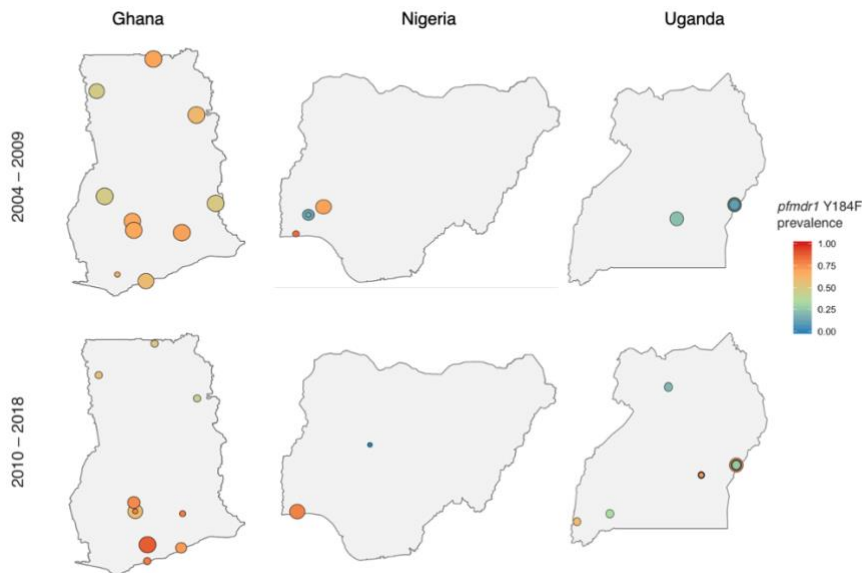 Ghana
Nigeria
Uganda
2004 – 2009
pfmdr1 Y184F
prevalence
1.00
0.75
0.50
0.25
0.00
2010 – 2018